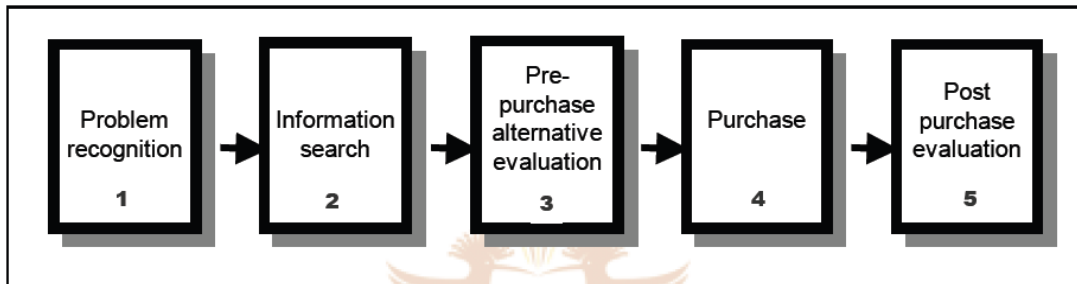 Problem
recognition
1
Information
search
2
Pre-
purchase
alternative
evaluation
3
Purchase
4
Post
purchase
evaluation
5